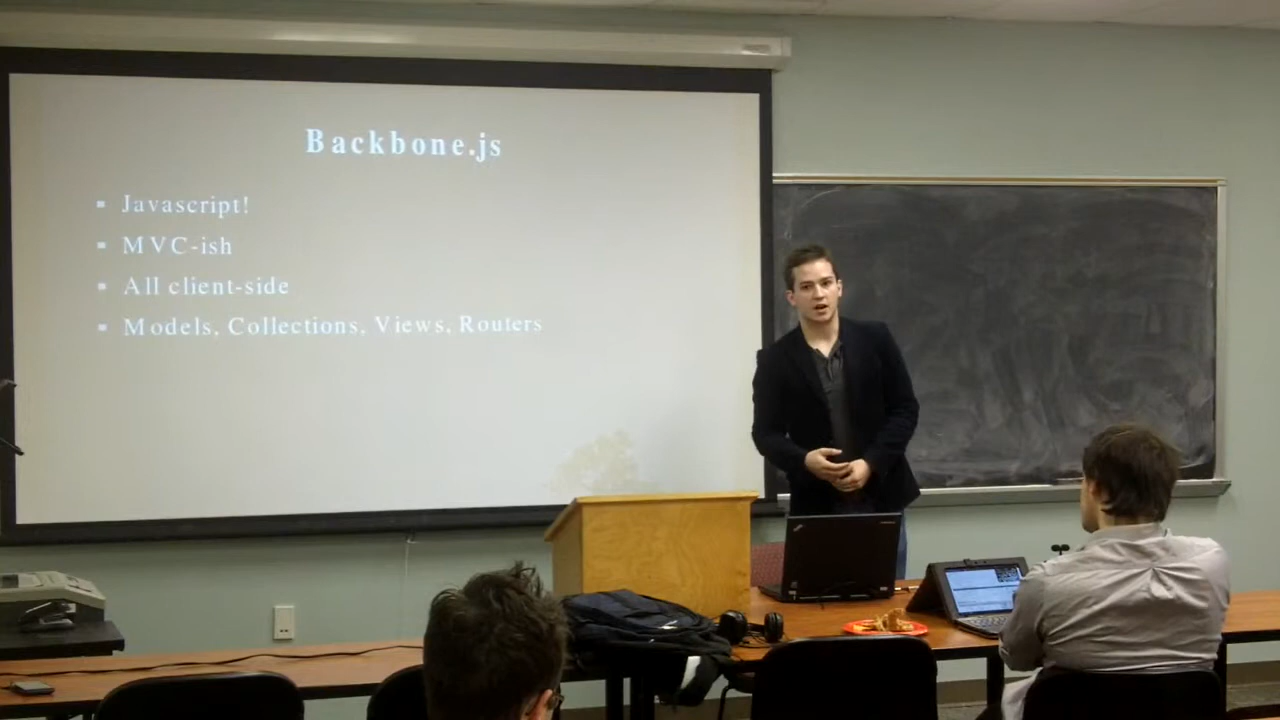 Backbone.js
Javascript!
MVC-ish
All client-side
Models, Collections, Views, Routers